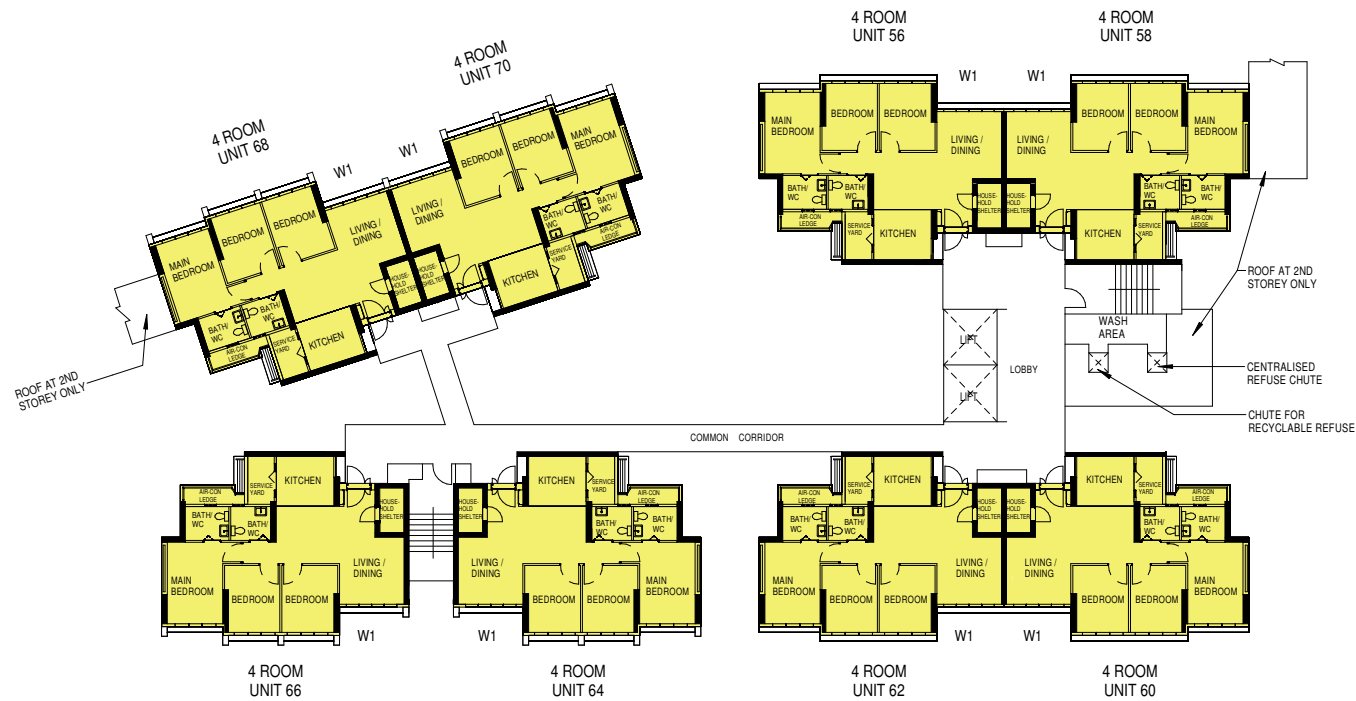 4 ROOM
UNIT 56
4 ROOM
UNIT 58
4 ROOM
UNIT 70
4 ROOM
UNIT 68
W1
W1
W1
W1
MAIN
BEDROOM
BEDROOM
BEDROOM
LIVING /
DINING
BATH/
WC
BATH/
WC
AIR-CON
LEDGE
SERVICE
YARD
KITCHEN
HOUSE-
HOLD
SHELTER
LIVING /
DINING
BEDROOM
BEDROOM
MAIN
BEDROOM
HOUSE-
HOLD
SHELTER
KITCHEN
SERVICE
YARD
BATH/
WC
BATH/
WC
AIR-CON
LEDGE
MAIN
BEDROOM
BEDROOM
BEDROOM
LIVING /
DINING
HOUSE-
HOLD
SHELTER
BATH/
WC
BATH/
WC
AIR-CON
LEDGE
SERVICE
YARD
KITCHEN
LIVING /
DINING
BEDROOM
BEDROOM
MAIN
BEDROOM
HOUSE-
HOLD
SHELTER
BATH/
WC
BATH/
WC
AIR-CON
LEDGE
KITCHEN
SERVICE
YARD
ROOF AT 2ND
STOREY ONLY
ROOF AT 2ND
STOREY ONLY
WASH
AREA
LIFT
LIFT
LOBBY
CENTRALISED
REFUSE CHUTE
CHUTE FOR
RECYCLABLE REFUSE
COMMON CORRIDOR
AIR-CON
LEDGE
SERVICE
YARD
KITCHEN
HOUSE-
HOLD
SHELTER
BATH/
WC
BATH/
WC
MAIN
BEDROOM
BEDROOM
BEDROOM
LIVING /
DINING
HOUSE-
HOLD
SHELTER
KITCHEN
SERVICE
YARD
AIR-CON
LEDGE
BATH/
WC
BATH/
WC
LIVING /
DINING
BEDROOM
BEDROOM
MAIN
BEDROOM
AIR-CON
LEDGE
SERVICE
YARD
KITCHEN
HOUSE-
HOLD
SHELTER
BATH/
WC
BATH/
WC
MAIN
BEDROOM
BEDROOM
BEDROOM
LIVING /
DINING
HOUSE-
HOLD
SHELTER
KITCHEN
SERVICE
YARD
AIR-CON
LEDGE
BATH/
WC
BATH/
WC
LIVING /
DINING
BEDROOM
BEDROOM
MAIN
BEDROOM
W1
W1
W1
W1
4 ROOM
UNIT 66
4 ROOM
UNIT 64
4 ROOM
UNIT 62
4 ROOM
UNIT 60